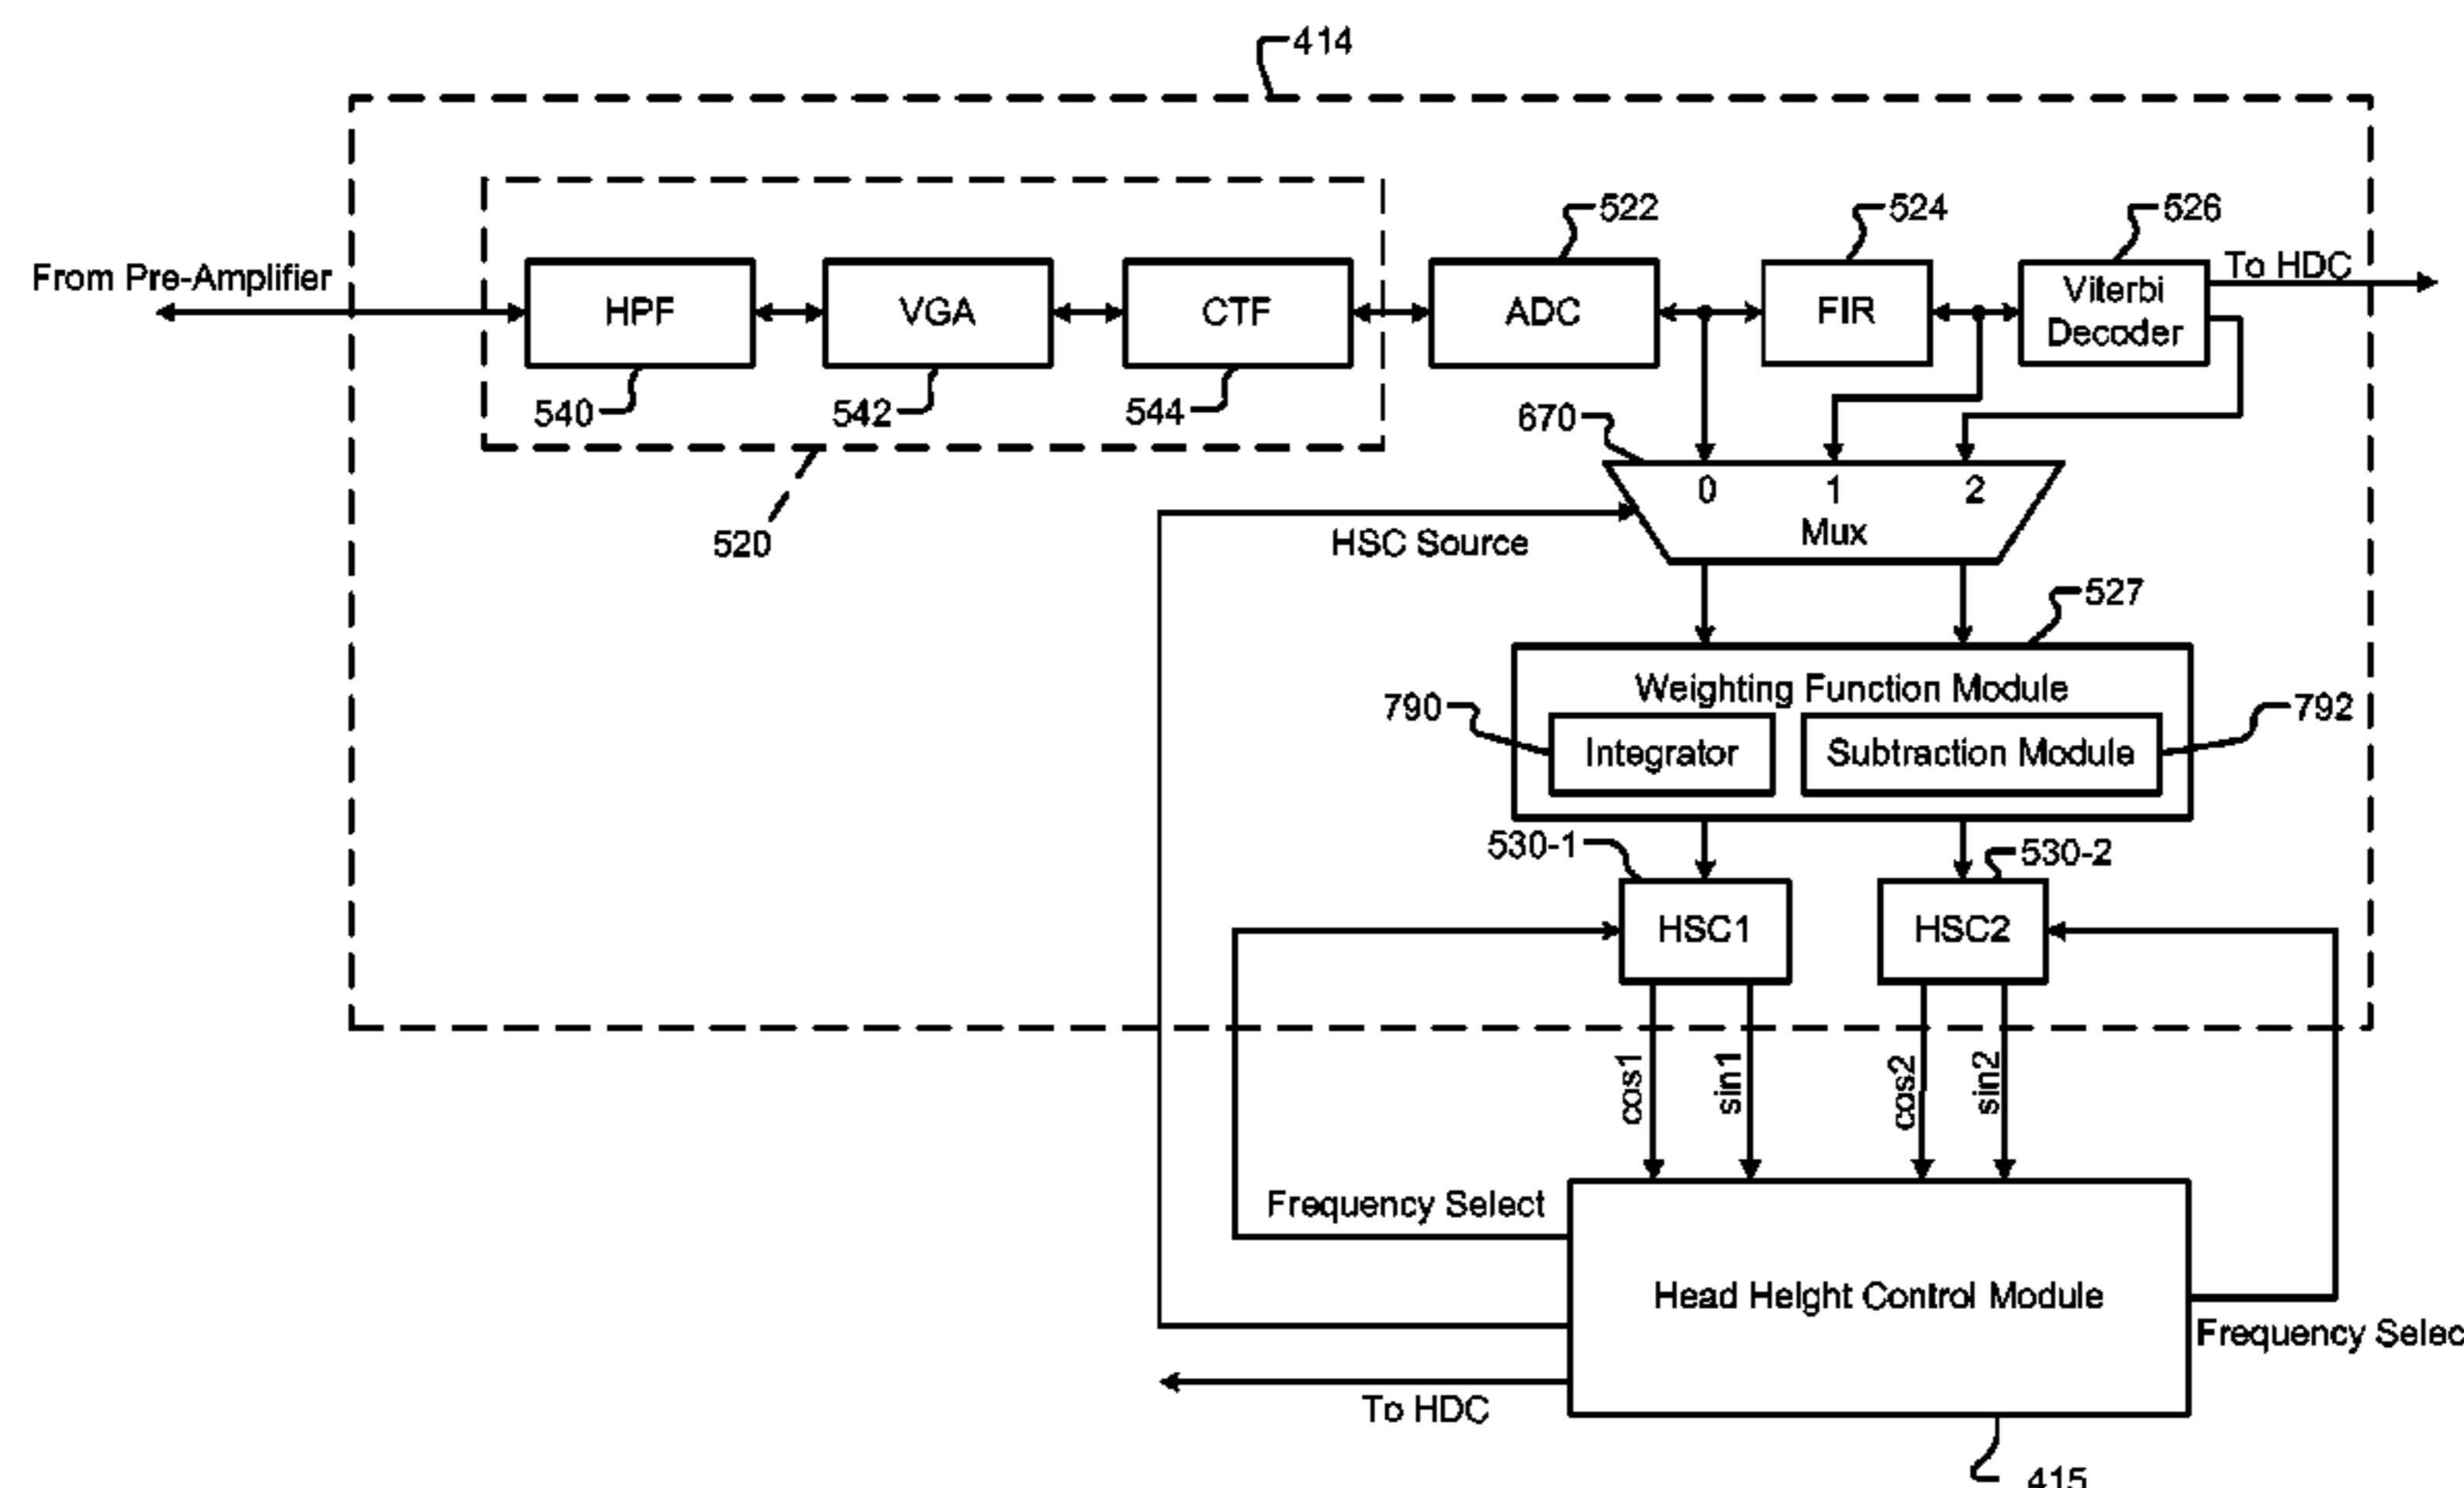 414
522
524
526
From Pre-Amplifier
To HDC
HPF
VGA
CTF
ADC
FIR
Viterbi
Decoder
540
542
544
670
0
1
2
Mux
520
HSC Source
527
Weighting Function Module
790
792
Integrator
Subtraction Module
530-1
530-2
HSC1
HSC2
cos1
sin1
cos2
sin2
Frequency Select
Head Height Control Module
Frequency Selec
To HDC
415